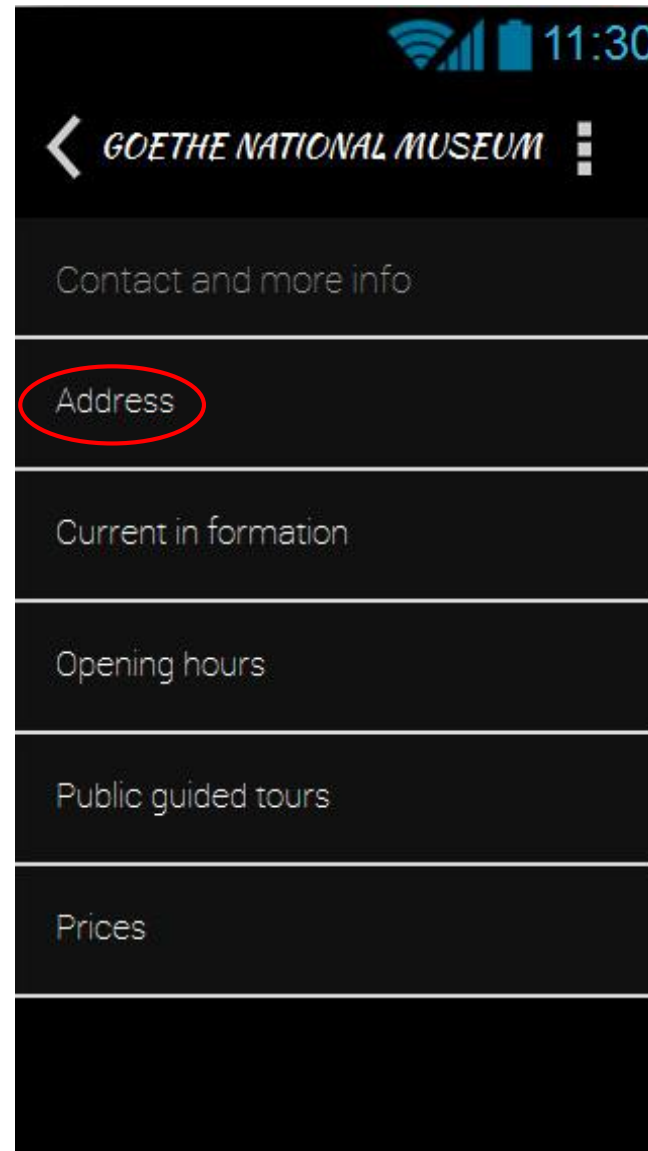 11:30
GOETHE NATIONAL MUSEUM
Contact and more info
Address
Current in formation
Opening hours
Public guided tours
Prices